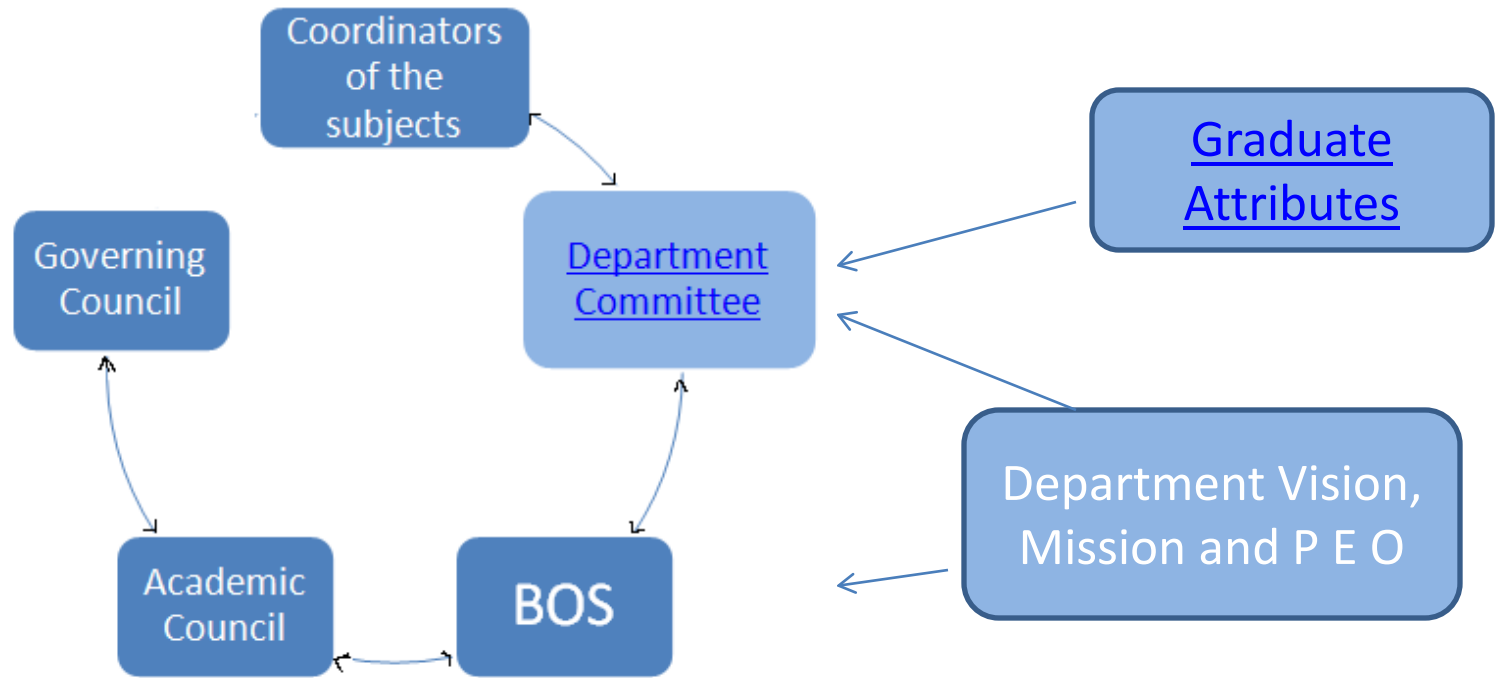 Coordinators
of the
subjects
Graduate
Attributes
Governing
Council
Department
Committee
Department Vision,
Mission and P E O
Academic
Council
BOS